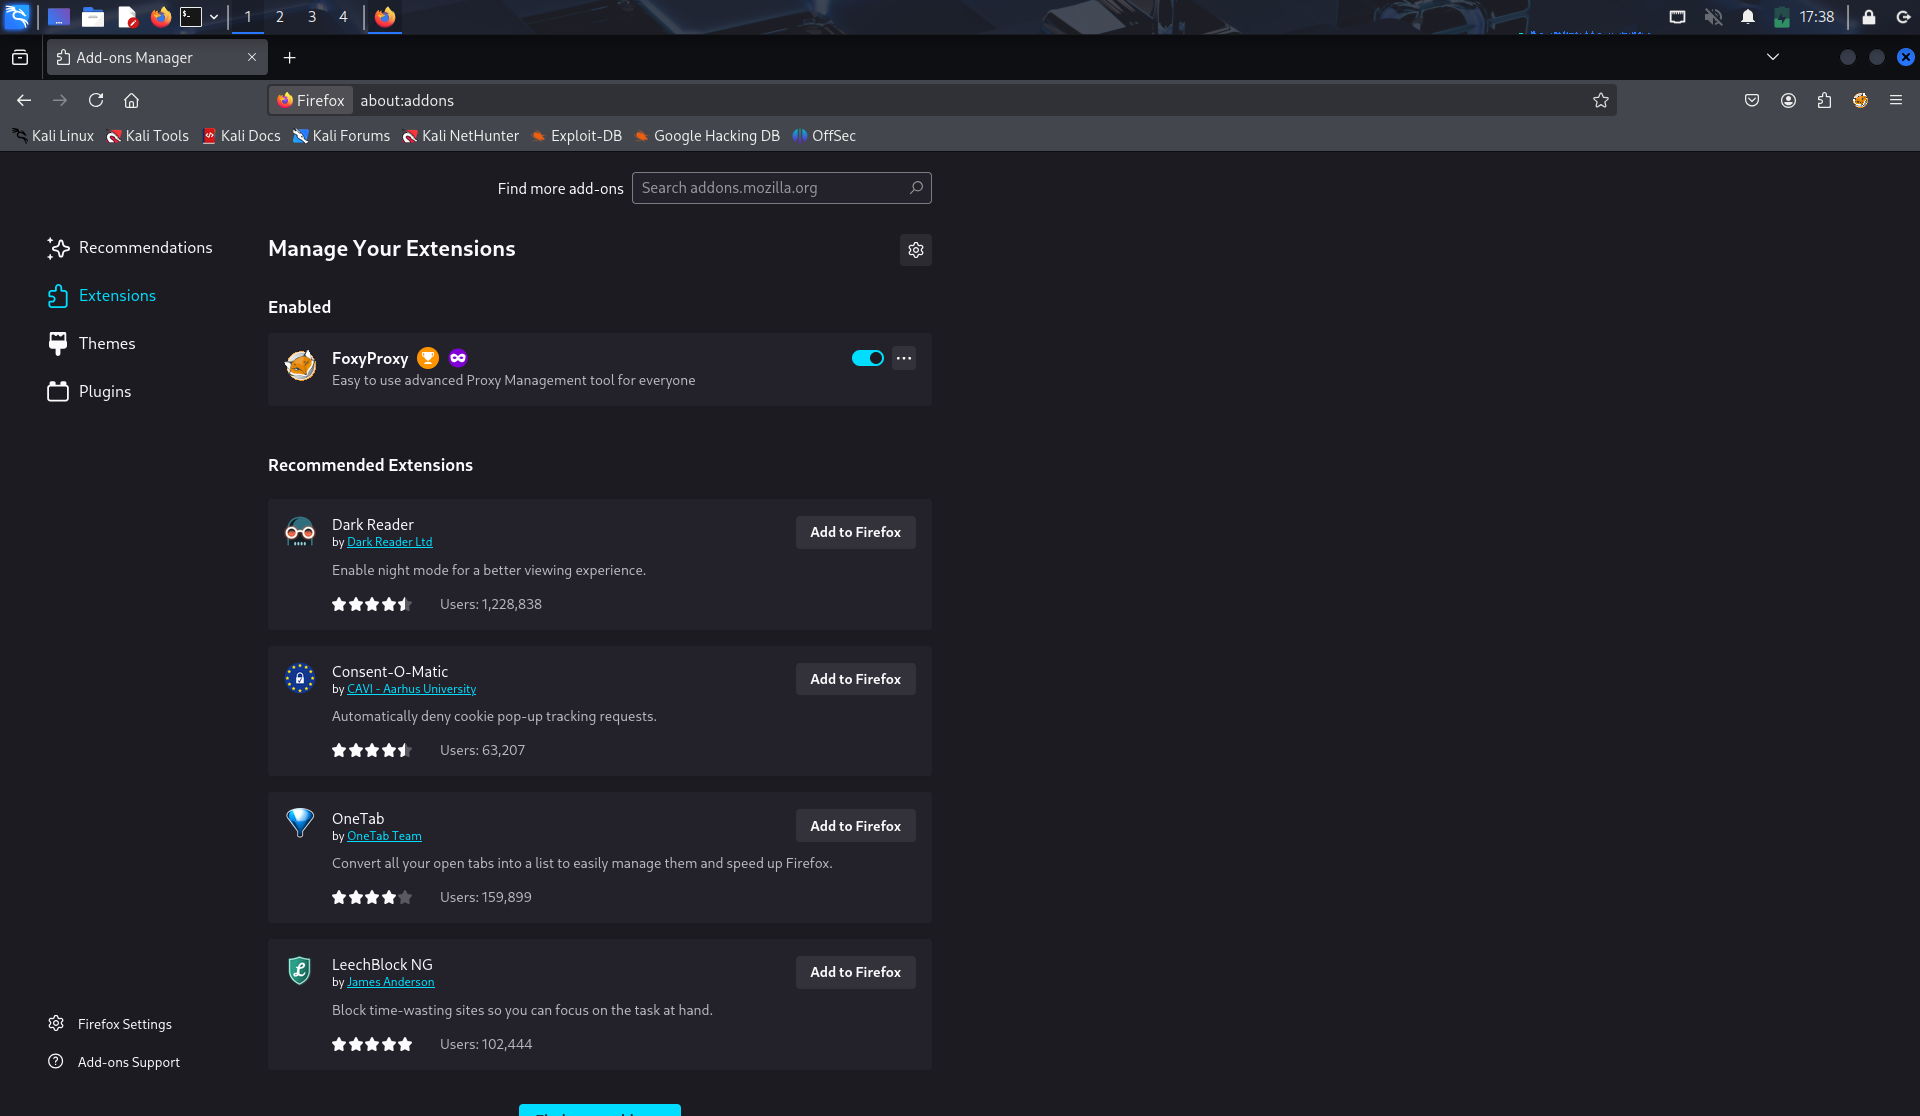 1 2 3 4
17:38
Add-ons Manager
Firefox about:addons
Kali Linux Kali Tools Kali Docs Kali Forums Kali NetHunter Exploit-DB Google Hacking DB OffSec
Find more add-ons Search addons.mozilla.org
Recommendations
Extensions
Themes
Plugins
Manage Your Extensions
Enabled
FoxyProxy
Easy to use advanced Proxy Management tool for everyone
Recommended Extensions
Dark Reader
by Dark Reader Ltd
Add to Firefox
Enable night mode for a better viewing experience.
Users: 1,228,838
Consent-O-Matic
by CAVI - Aarhus University
Add to Firefox
Automatically deny cookie pop-up tracking requests.
Users: 63,207
OneTab
by OneTab Team
Add to Firefox
Convert all your open tabs into a list to easily manage them and speed up Firefox.
Users: 159,899
LeechBlock NG
by James Anderson
Add to Firefox
Block time-wasting sites so you can focus on the task at hand.
Users: 102,444
Firefox Settings
Add-ons Support